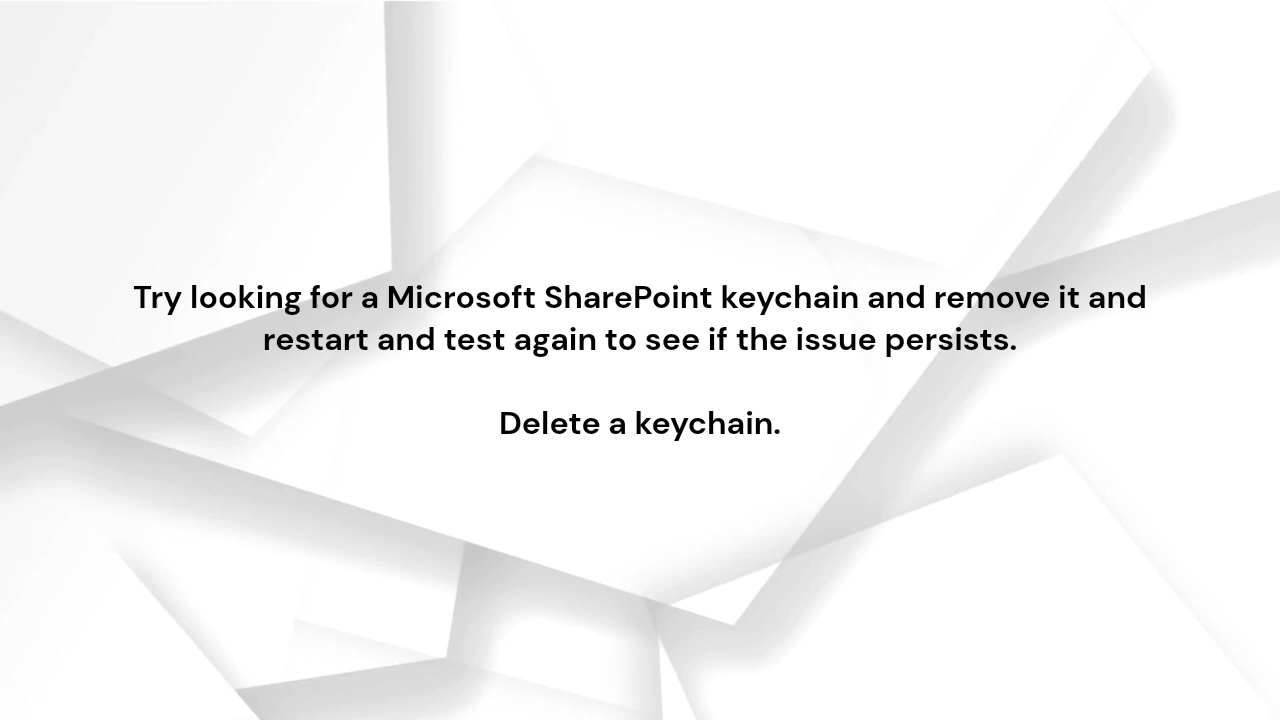 Try looking for a Microsoft SharePoint keychain and remove it and
restart and test again to see if the issue persists.
Delete a keychain.